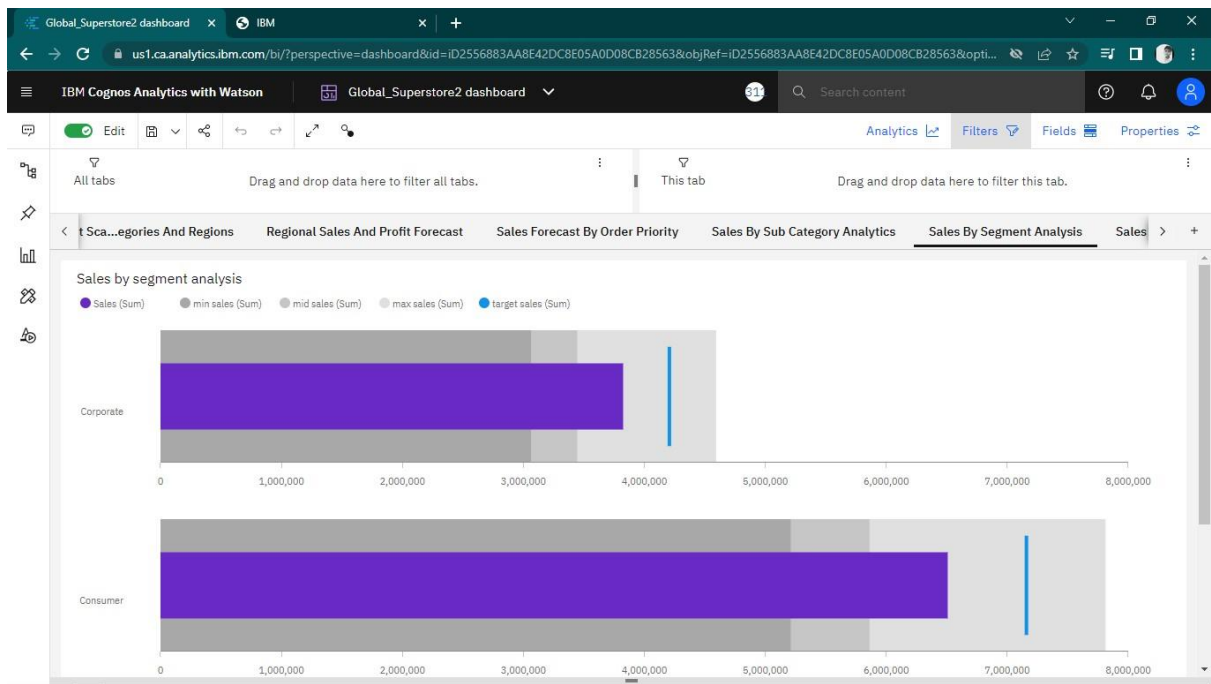 Global_Superstore2 dashboard
IBM
us1.ca.analytics.ibm.com/bi/?perspective=dashboard&id=iD2556883AA8E42DC8E05A0D08CB28563&objRef=iD2556883AA8E42DC8E05A0D08CB28563&opti...
IBM Cognos Analytics with Watson
Global_Superstore2 dashboard
Search content
Edit
Analytics
Filters
Fields
Properties
All tabs
Drag and drop data here to filter all tabs.
This tab
Drag and drop data here to filter this tab.
t Sca...egories And Regions
Regional Sales And Profit Forecast
Sales Forecast By Order Priority
Sales By Sub Category Analytics
Sales By Segment Analysis
Sales
Sales by segment analysis
Sales (Sum) min sales (Sum) mid sales (Sum) max sales (Sum) target sales (Sum)
Corporate
0 1,000,000 2,000,000 3,000,000 4,000,000 5,000,000 6,000,000 7,000,000 8,000,000
Consumer
0 1,000,000 2,000,000 3,000,000 4,000,000 5,000,000 6,000,000 7,000,000 8,000,000